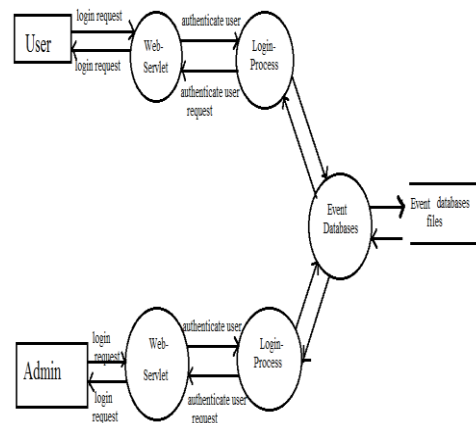 login request
User
login request
Web-
Servlet
authenticate user
authenticate user
request
Login-
Process
Event
Databases
Event databases
files
Admin
login
request
login
request
Web-
Servlet
authenticate user
authenticate user
request
Login-
Process